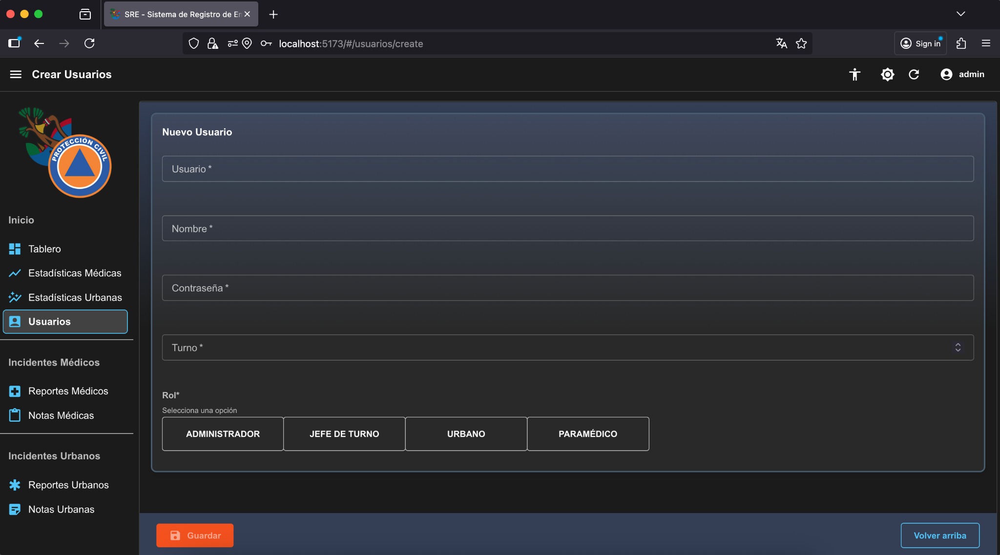 SRE - Sistema de Registro de En
localhost:5173/#/usuarios/create
Sign in
Crear Usuarios
admin
PROTECCIÓN CIVIL
Inicio
Tablero
Estadísticas Médicas
Estadísticas Urbanas
Usuarios
Incidentes Médicos
Reportes Médicos
Notas Médicas
Incidentes Urbanos
Reportes Urbanos
Notas Urbanas
Nuevo Usuario
Usuario *
Nombre *
Contraseña *
Turno *
Rol*
Selecciona una opción
ADMINISTRADOR
JEFE DE TURNO
URBANO
PARAMÉDICO
Guardar
Volver arriba